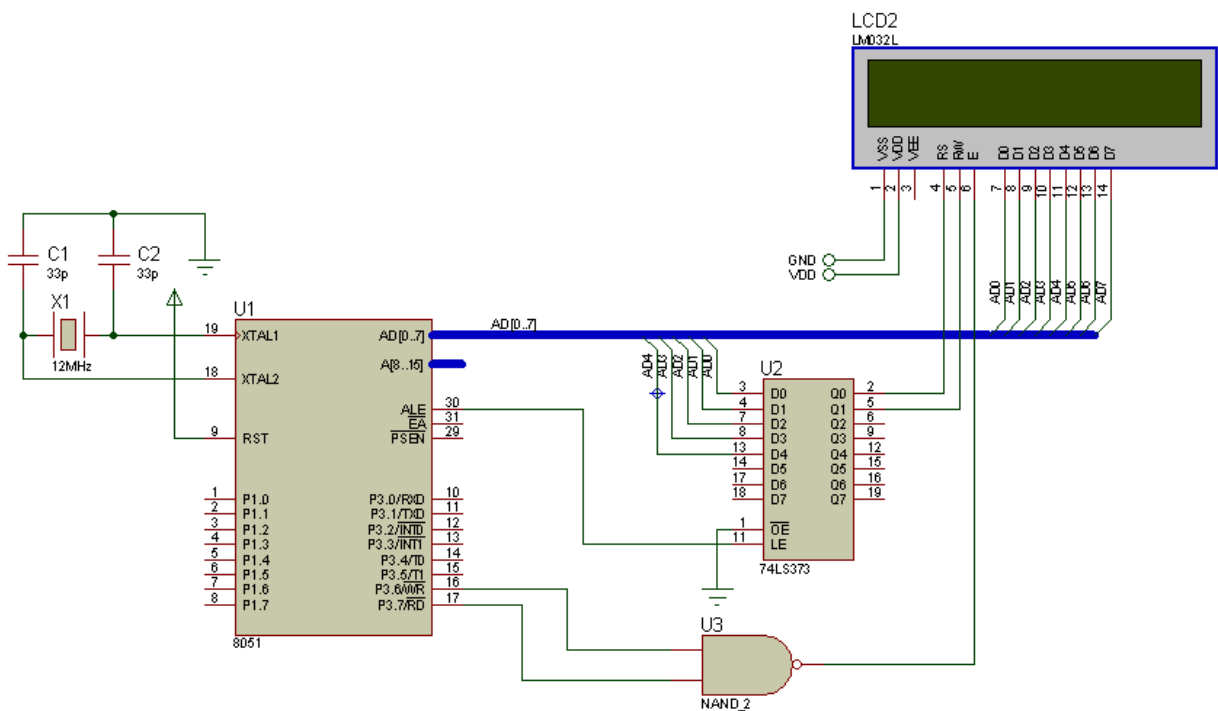 LCD2
LM032L
VSS VDD VEE RS RW E D0 D1 D2 D3 D4 D5 D6 D7
1 2 3 4 5 6 7 8 9 10 11 12 13 14
GND
VDD
AD0 AD1 AD2 AD3 AD4 AD5 AD6 AD7
C1
33p
C2
33p
X1
12MHz
U1
19 XTAL1
18 XTAL2
9 RST
1 P1.0
2 P1.1
3 P1.2
4 P1.3
5 P1.4
6 P1.5
7 P1.6
8 P1.7
AD[0..7]
A[8..15]
ALE 30
EA 31
PSEN 29
P3.0/RXD 10
P3.1/TXD 11
P3.2/INT0 12
P3.3/INT1 13
P3.4/T0 14
P3.5/T1 15
P3.6/WR 16
P3.7/RD 17
8051
AD[0..7]
AD4 AD3 AD2 AD1 AD0
U2
3 D0 Q0 2
4 D1 Q1 5
7 D2 Q2 6
8 D3 Q3 9
13 D4 Q4 12
14 D5 Q5 15
17 D6 Q6 16
18 D7 Q7 19
1 OE
11 LE
74LS373
U3
NAND_2